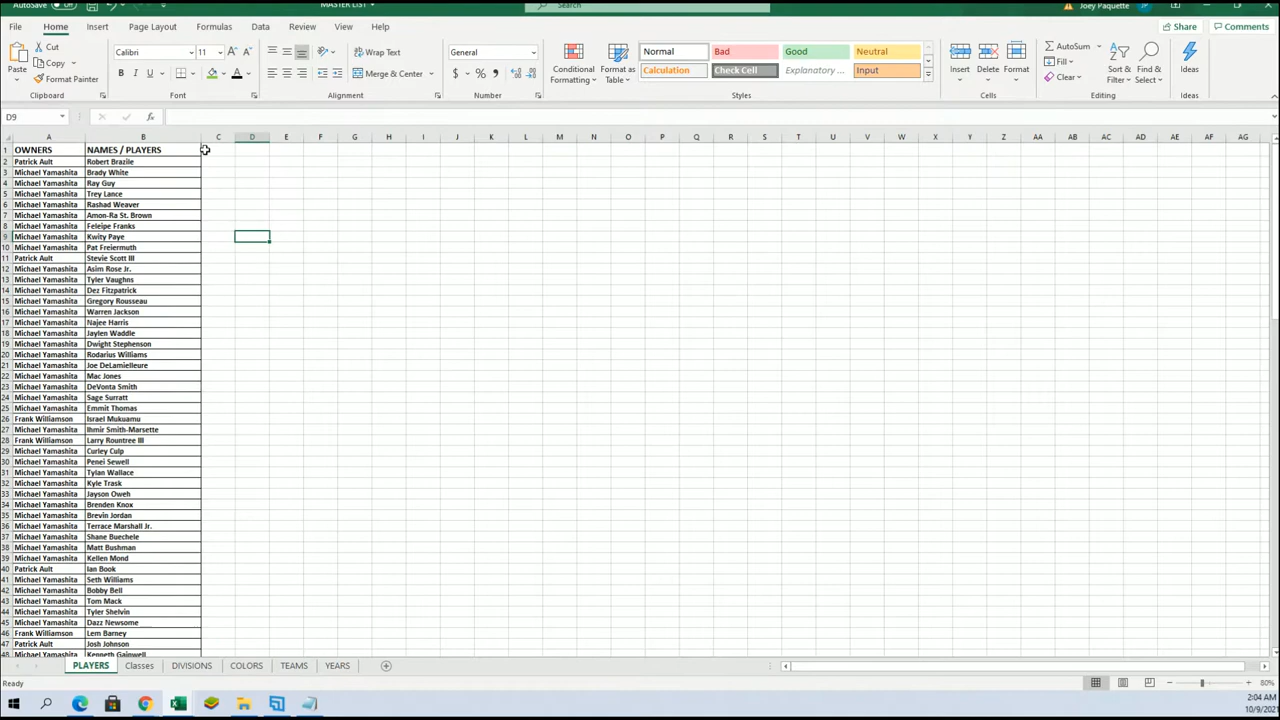 AutoSave Off MASTER LIST Search Joey Paquette
File Home Insert Page Layout Formulas Data Review View Help Share Comments
Paste Cut Copy Format Painter Clipboard
Calibri 11 B I U A Font
Wrap Text Merge & Center Alignment
General $ % Number
Conditional Formatting Format as Table
Normal Bad Good Neutral
Calculation Check Cell Explanatory ... Input
Styles
Insert Delete Format Cells
AutoSum Fill Clear Sort & Filter Find & Select Editing
Ideas Ideas
D9 fx
A B C D E F G H I J K L M N O P Q R S T U V W X Y Z AA AB AC AD AE AF AG
1 OWNERS NAMES / PLAYERS
2 Patrick Ault Robert Brazile
3 Michael Yamashita Brady White
4 Michael Yamashita Ray Guy
5 Michael Yamashita Trey Lance
6 Michael Yamashita Rashad Weaver
7 Michael Yamashita Amon-Ra St. Brown
8 Michael Yamashita Feleipe Franks
9 Michael Yamashita Kwity Paye
10 Michael Yamashita Pat Freiermuth
11 Patrick Ault Stevie Scott III
12 Michael Yamashita Asim Rose Jr.
13 Michael Yamashita Tyler Vaughns
14 Michael Yamashita Dez Fitzpatrick
15 Michael Yamashita Gregory Rousseau
16 Michael Yamashita Warren Jackson
17 Michael Yamashita Najee Harris
18 Michael Yamashita Jaylen Waddle
19 Michael Yamashita Dwight Stephenson
20 Michael Yamashita Rodarius Williams
21 Michael Yamashita Joe DeLamielleure
22 Michael Yamashita Mac Jones
23 Michael Yamashita DeVonta Smith
24 Michael Yamashita Sage Surratt
25 Michael Yamashita Emmit Thomas
26 Frank Williamson Israel Mukuamu
27 Michael Yamashita Ihmir Smith-Marsette
28 Frank Williamson Larry Rountree III
29 Michael Yamashita Curley Culp
30 Michael Yamashita Penei Sewell
31 Michael Yamashita Tylan Wallace
32 Michael Yamashita Kyle Trask
33 Michael Yamashita Jayson Oweh
34 Michael Yamashita Brenden Knox
35 Michael Yamashita Brevin Jordan
36 Michael Yamashita Terrace Marshall Jr.
37 Michael Yamashita Shane Buechele
38 Michael Yamashita Matt Bushman
39 Michael Yamashita Kellen Mond
40 Patrick Ault Ian Book
41 Michael Yamashita Seth Williams
42 Michael Yamashita Bobby Bell
43 Michael Yamashita Tom Mack
44 Michael Yamashita Tyler Shelvin
45 Michael Yamashita Dazz Newsome
46 Frank Williamson Lem Barney
47 Patrick Ault Josh Johnson
48 Michael Yamashita Kenneth Gainwell
PLAYERS Classes DIVISIONS COLORS TEAMS YEARS
Ready 80%
2:04 AM
10/9/2021